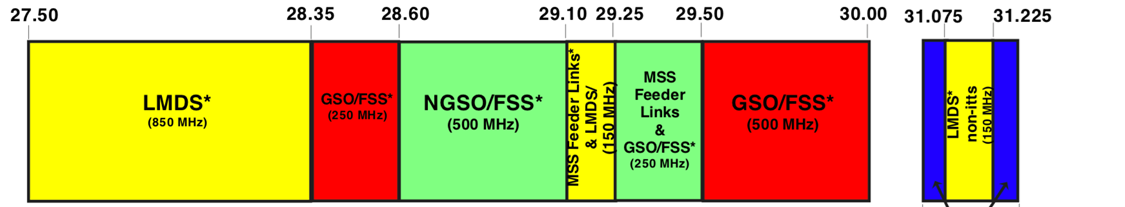 27.50 28.35 28.60 29.10 29.25 29.50 30.00 31.075 31.225
LMDS*
(850 MHz)
GSO/FSS*
(250 MHz)
NGSO/FSS*
(500 MHz)
MSS Feeder Links*
& LMDS/
(150 MHz)
MSS
Feeder
Links
&
GSO/FSS*
(250 MHz)
GSO/FSS*
(500 MHz)
LMDS*
non-itts
(150 MHz)